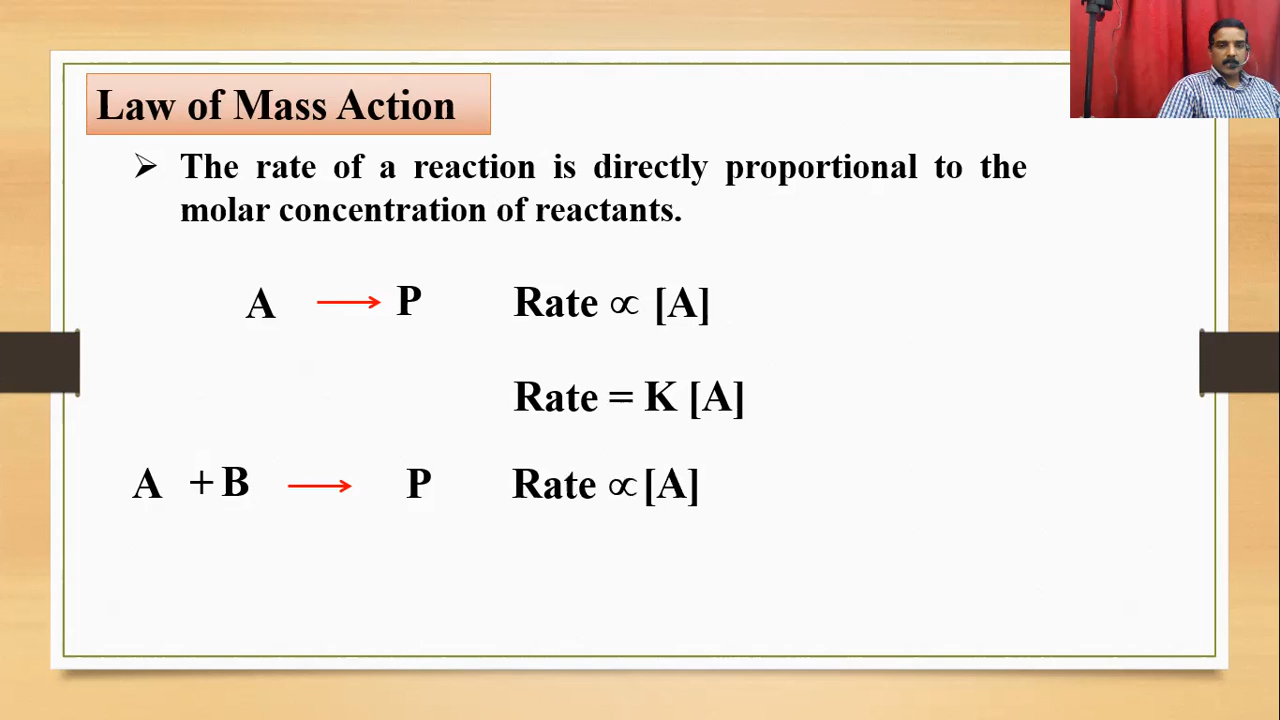 Law of Mass Action
➢ The rate of a reaction is directly proportional to the
molar concentration of reactants.
A → P Rate ∝ [A]
Rate = K [A]
A + B → P Rate ∝ [A]